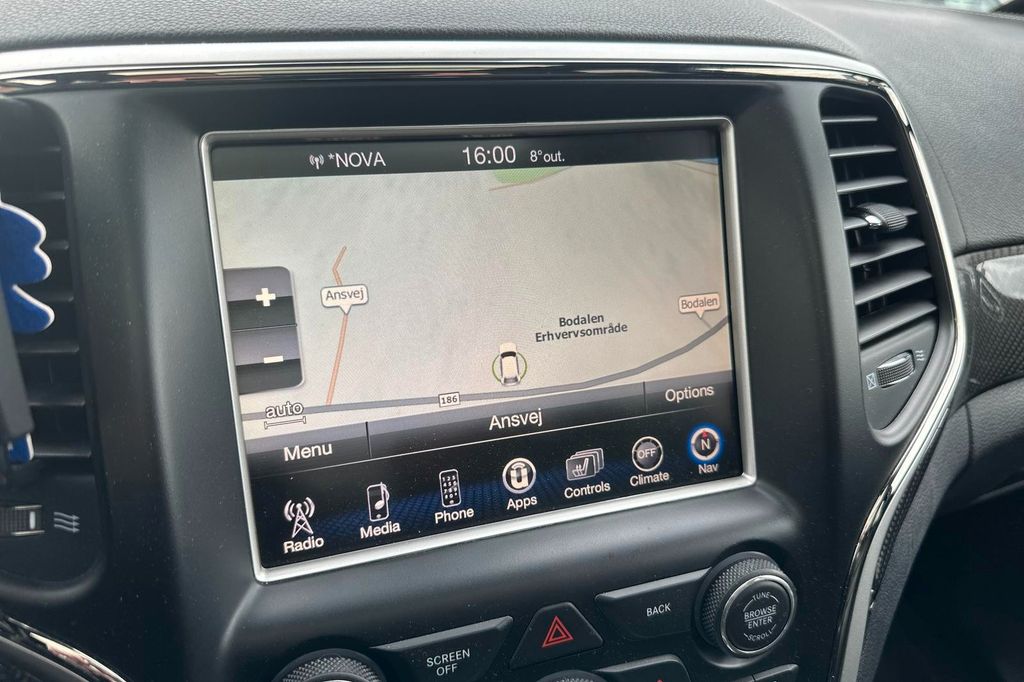 *NOVA 16:00 8°out.
+
Ansvej
Bodalen
Bodalen
Erhvervsområde
−
auto
186
Menu
Ansvej
Options
Radio
Media
Phone
Apps
Controls
OFF
Climate
N
Nav
SCREEN
OFF
BACK
TUNE
BROWSE
ENTER
SCROLL